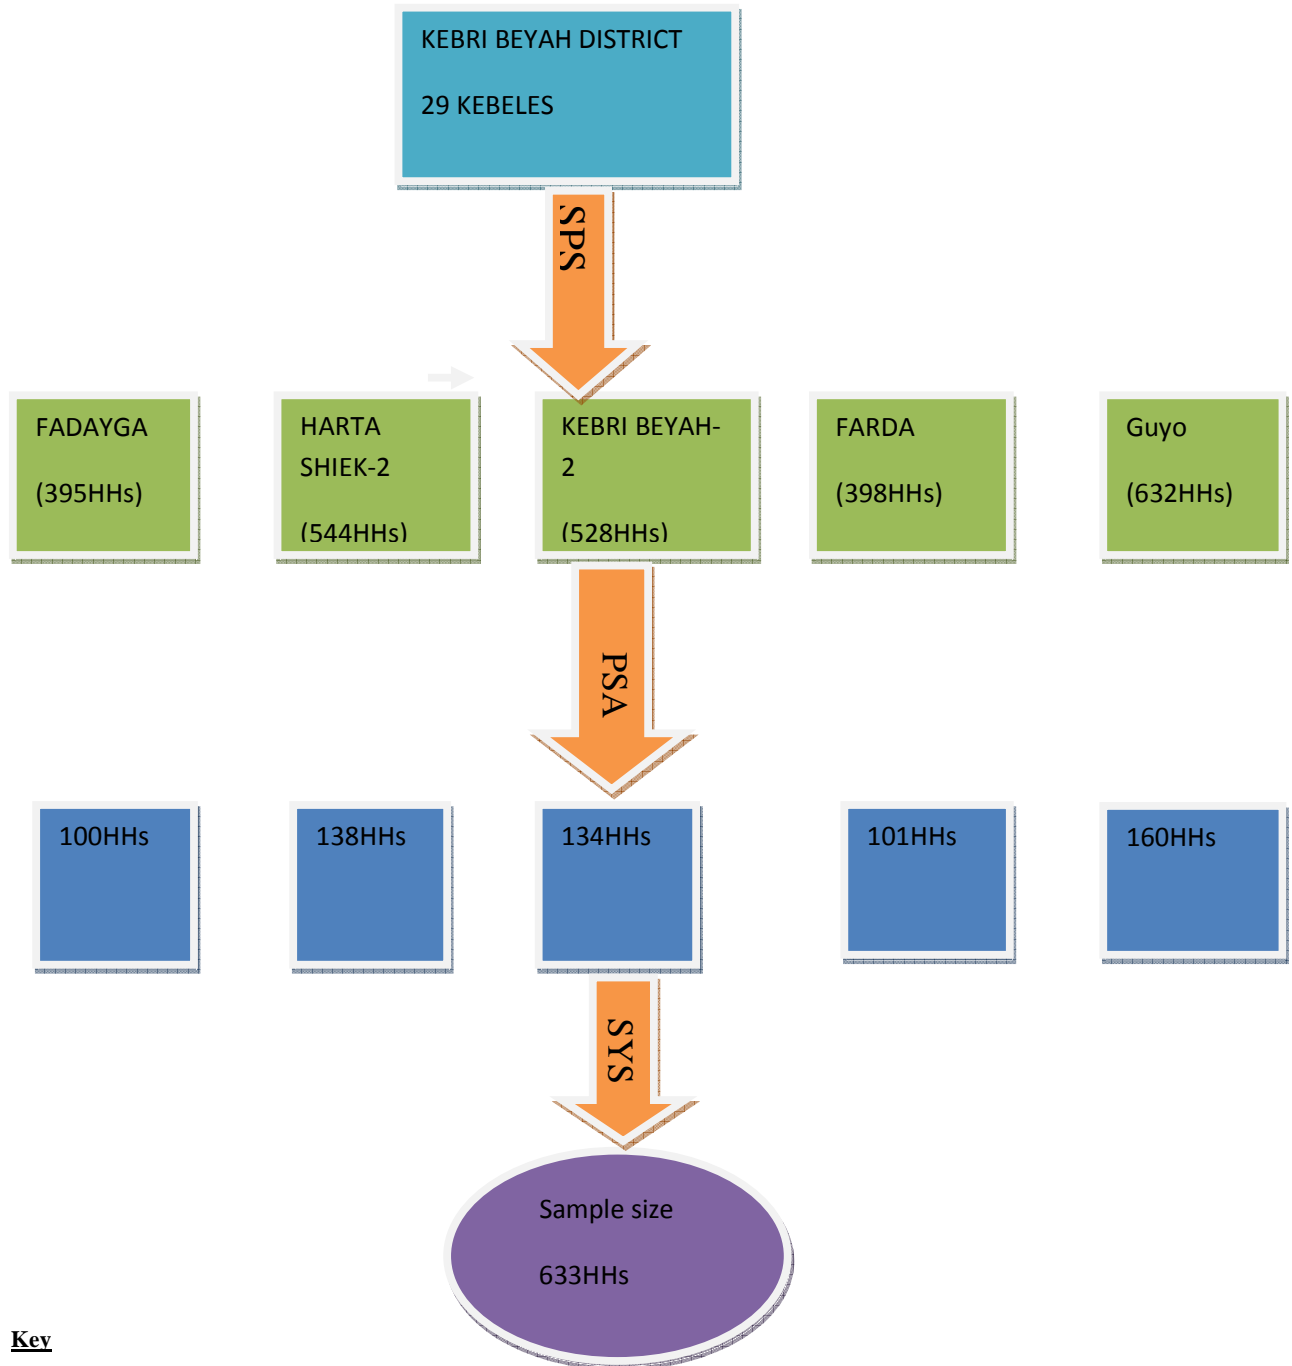 KEBRI BEYAH DISTRICT
29 KEBELES
SPS
FADAYGA
(395HHs)
HARTA
SHIEK-2
(544HHs)
KEBRI BEYAH-
2
(528HHs)
FARDA
(398HHs)
Guyo
(632HHs)
PSA
100HHs
138HHs
134HHs
101HHs
160HHs
SYS
Sample size
633HHs
Key